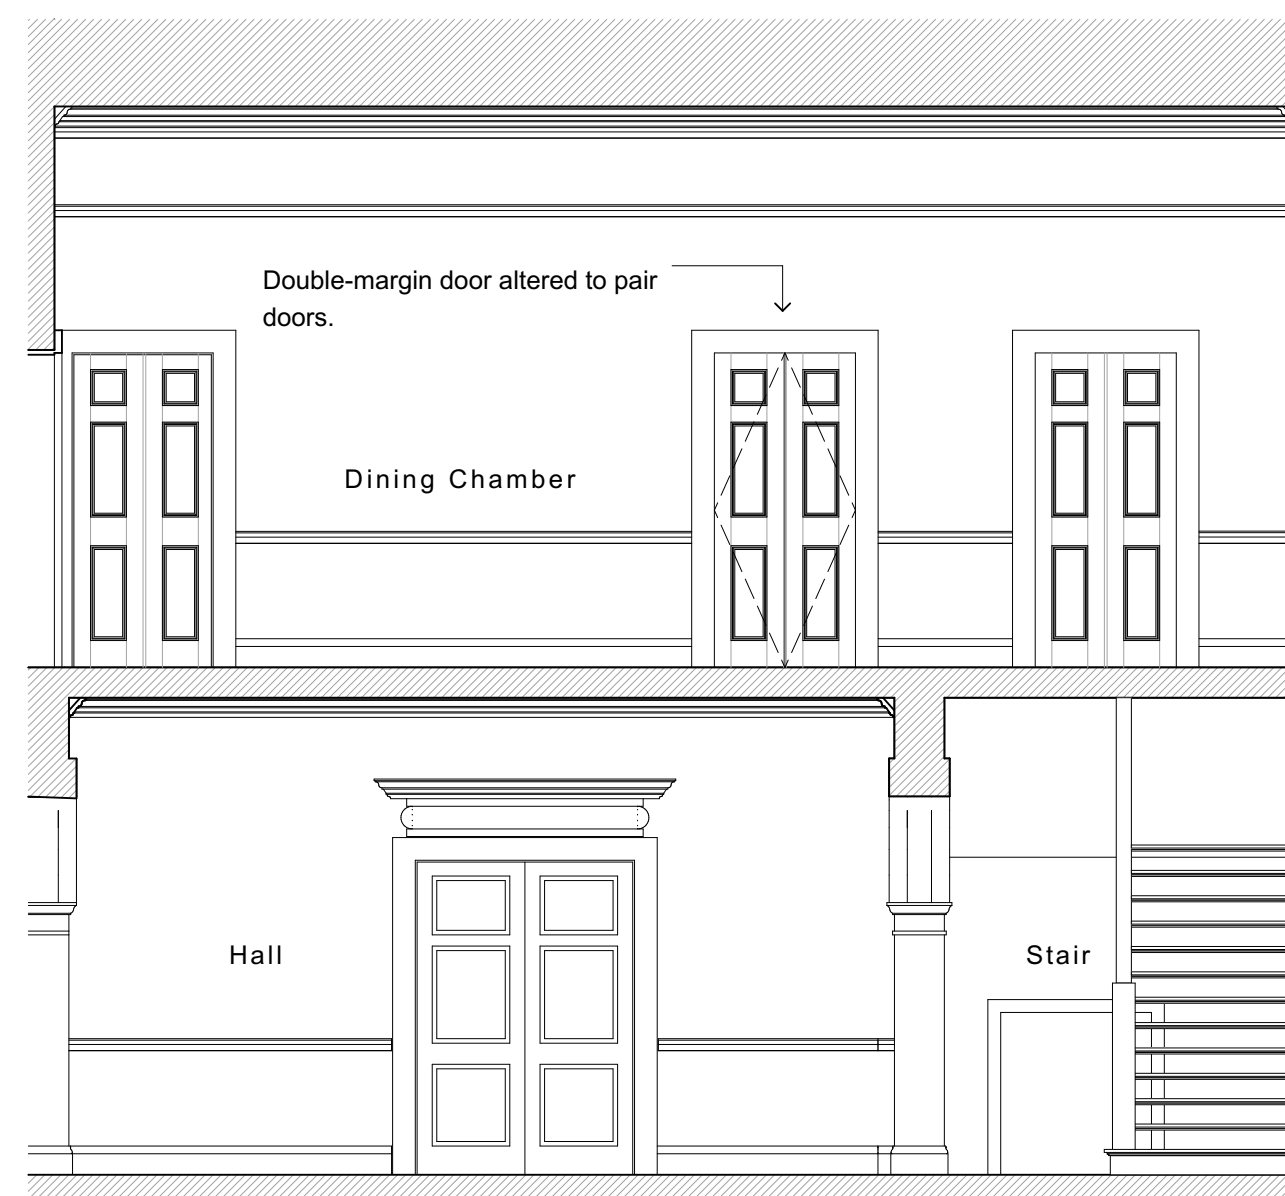 Double-margin door altered to pair
doors.
Dining Chamber
Hall
Stair